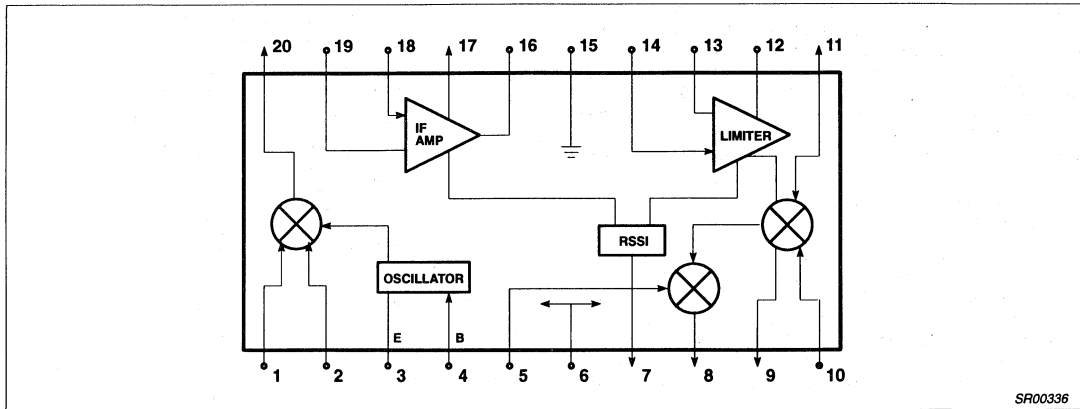 20 19 18 17 16 15 14 13 12 11
IF
AMP
LIMITER
RSSI
OSCILLATOR
E B
1 2 3 4 5 6 7 8 9 10
SR00336